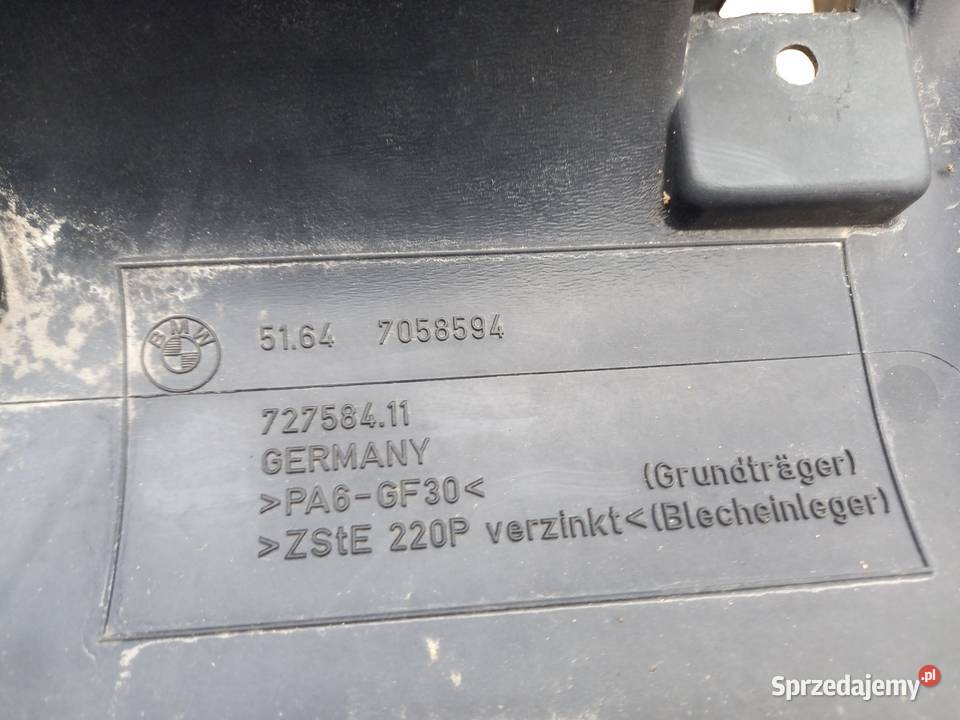 BMW 51.64 7058594
727584.11
GERMANY
>PA6-GF30< (Grundträger)
>ZStE 220P verzinkt< (Blecheinleger)
Sprzedajemy.pl